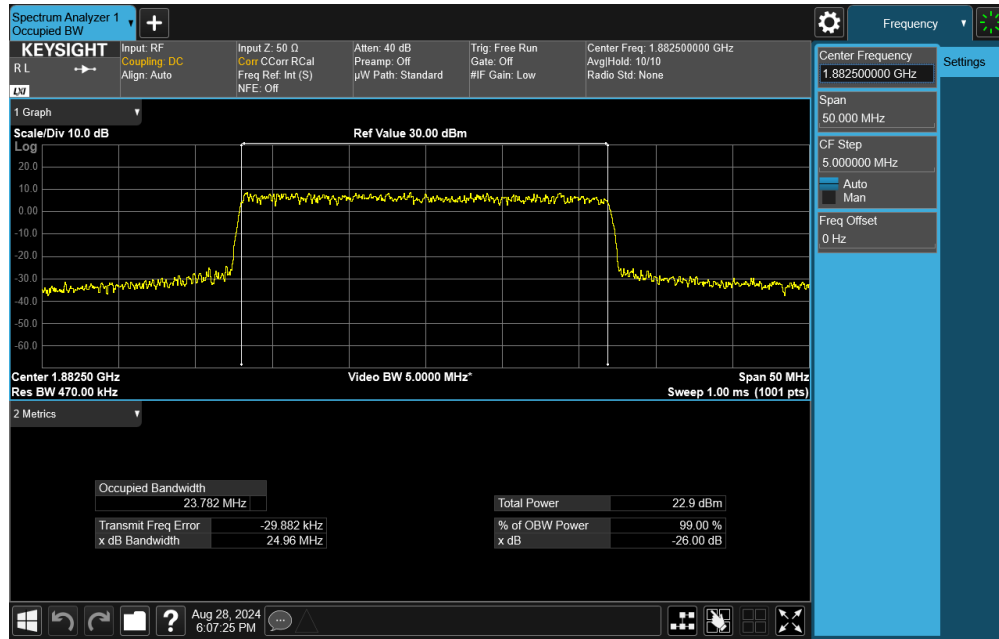 Spectrum Analyzer 1
Occupied BW
+
Frequency
KEYSIGHT
R L
LXI
Input: RF
Coupling: DC
Align: Auto
Input Z: 50 Ω
Corr CCorr RCal
Freq Ref: Int (S)
NFE: Off
Atten: 40 dB
Preamp: Off
µW Path: Standard
Trig: Free Run
Gate: Off
#IF Gain: Low
Center Freq: 1.882500000 GHz
Avg|Hold: 10/10
Radio Std: None
Center Frequency
1.882500000 GHz
Settings
Span
50.000 MHz
CF Step
5.000000 MHz
Auto
Man
Freq Offset
0 Hz
1 Graph
Scale/Div 10.0 dB
Ref Value 30.00 dBm
Log
20.0
10.0
0.00
-10.0
-20.0
-30.0
-40.0
-50.0
-60.0
Center 1.88250 GHz
Video BW 5.0000 MHz*
Span 50 MHz
Res BW 470.00 kHz
Sweep 1.00 ms (1001 pts)
2 Metrics
Occupied Bandwidth
23.782 MHz
Total Power 22.9 dBm
Transmit Freq Error -29.882 kHz
% of OBW Power 99.00 %
x dB Bandwidth 24.96 MHz
x dB -26.00 dB
?
Aug 28, 2024
6:07:25 PM